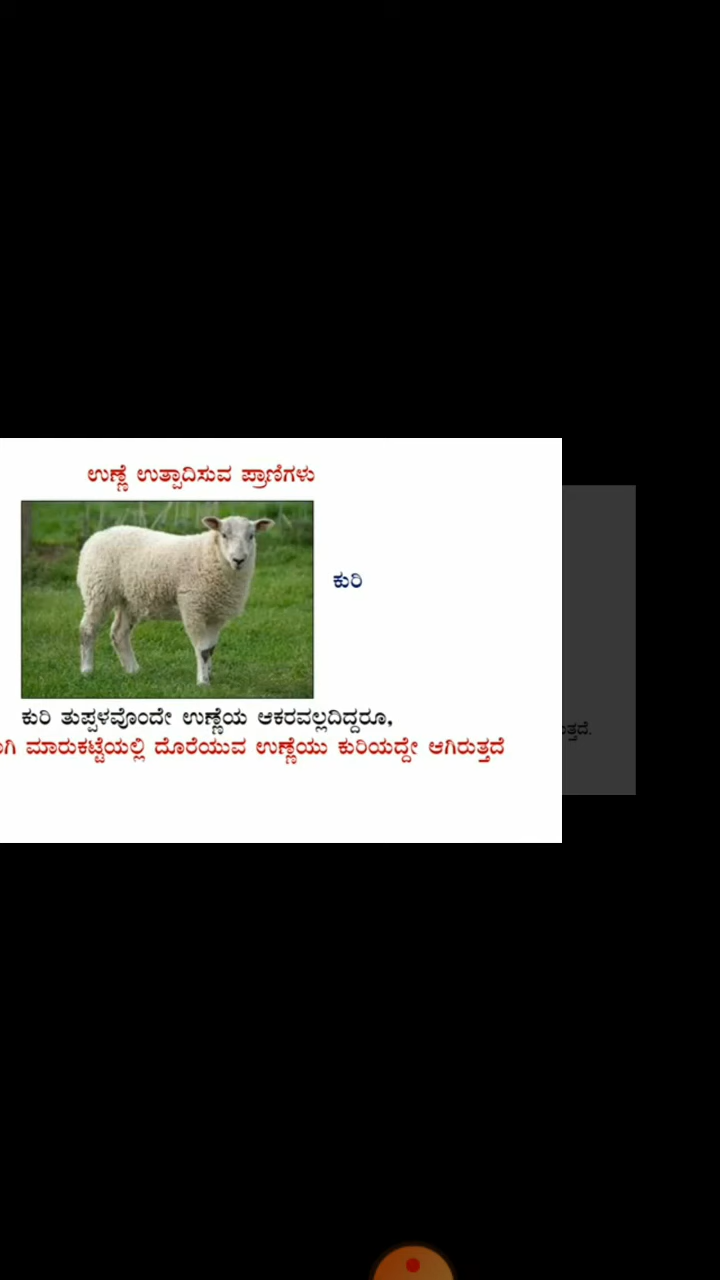 ಉಣ್ಣೆ ಉತ್ಪಾದಿಸುವ ಪ್ರಾಣಿಗಳು
ಕುರಿ
ಕುರಿ ತುಪ್ಪಳವೊಂದೇ ಉಣ್ಣೆಯ ಆಕರವಲ್ಲದಿದ್ದರೂ,
ಮಾರುಕಟ್ಟೆಯಲ್ಲಿ ದೊರೆಯುವ ಉಣ್ಣೆಯು ಕುರಿಯದ್ದೇ ಆಗಿರುತ್ತದೆ